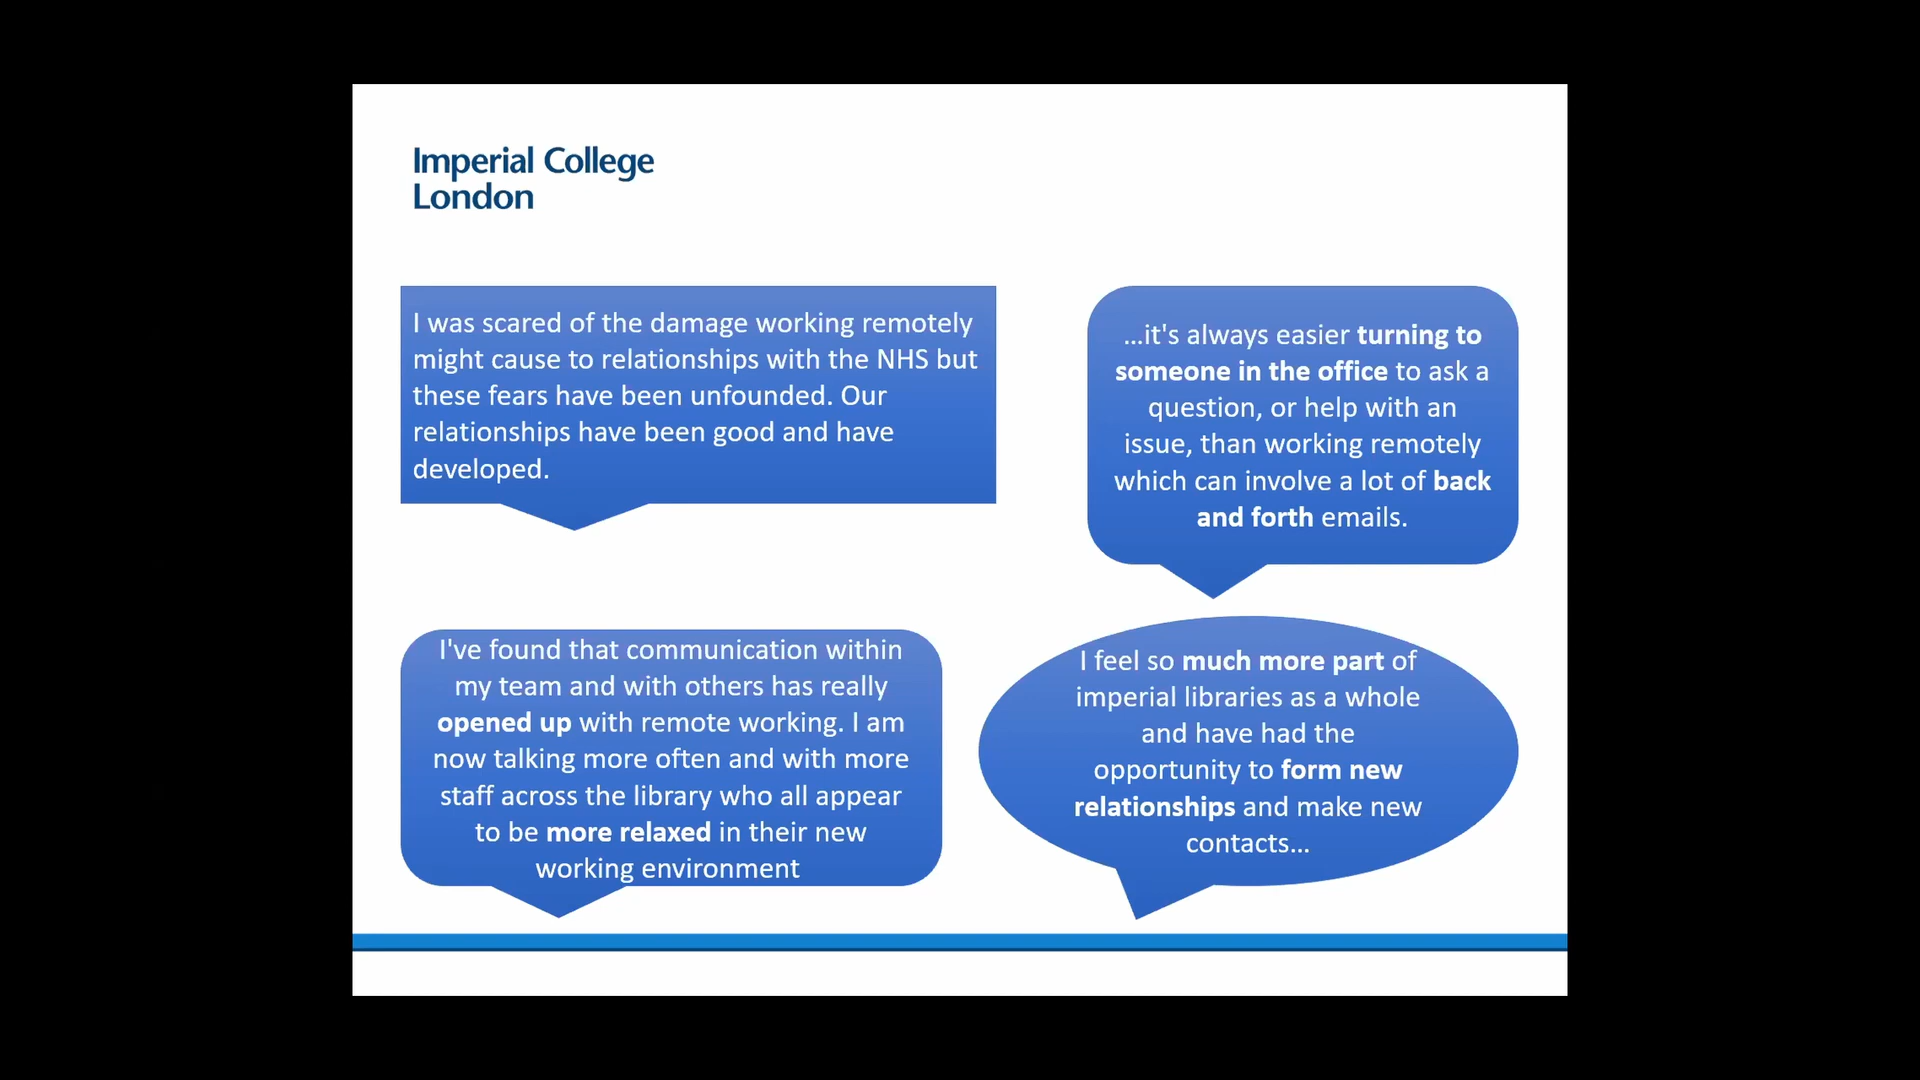 Imperial College
London
I was scared of the damage working remotely
might cause to relationships with the NHS but
these fears have been unfounded. Our
relationships have been good and have
developed.
...it's always easier turning to
someone in the office to ask a
question, or help with an
issue, than working remotely
which can involve a lot of back
and forth emails.
I've found that communication within
my team and with others has really
opened up with remote working. I am
now talking more often and with more
staff across the library who all appear
to be more relaxed in their new
working environment
I feel so much more part of
imperial libraries as a whole
and have had the
opportunity to form new
relationships and make new
contacts...